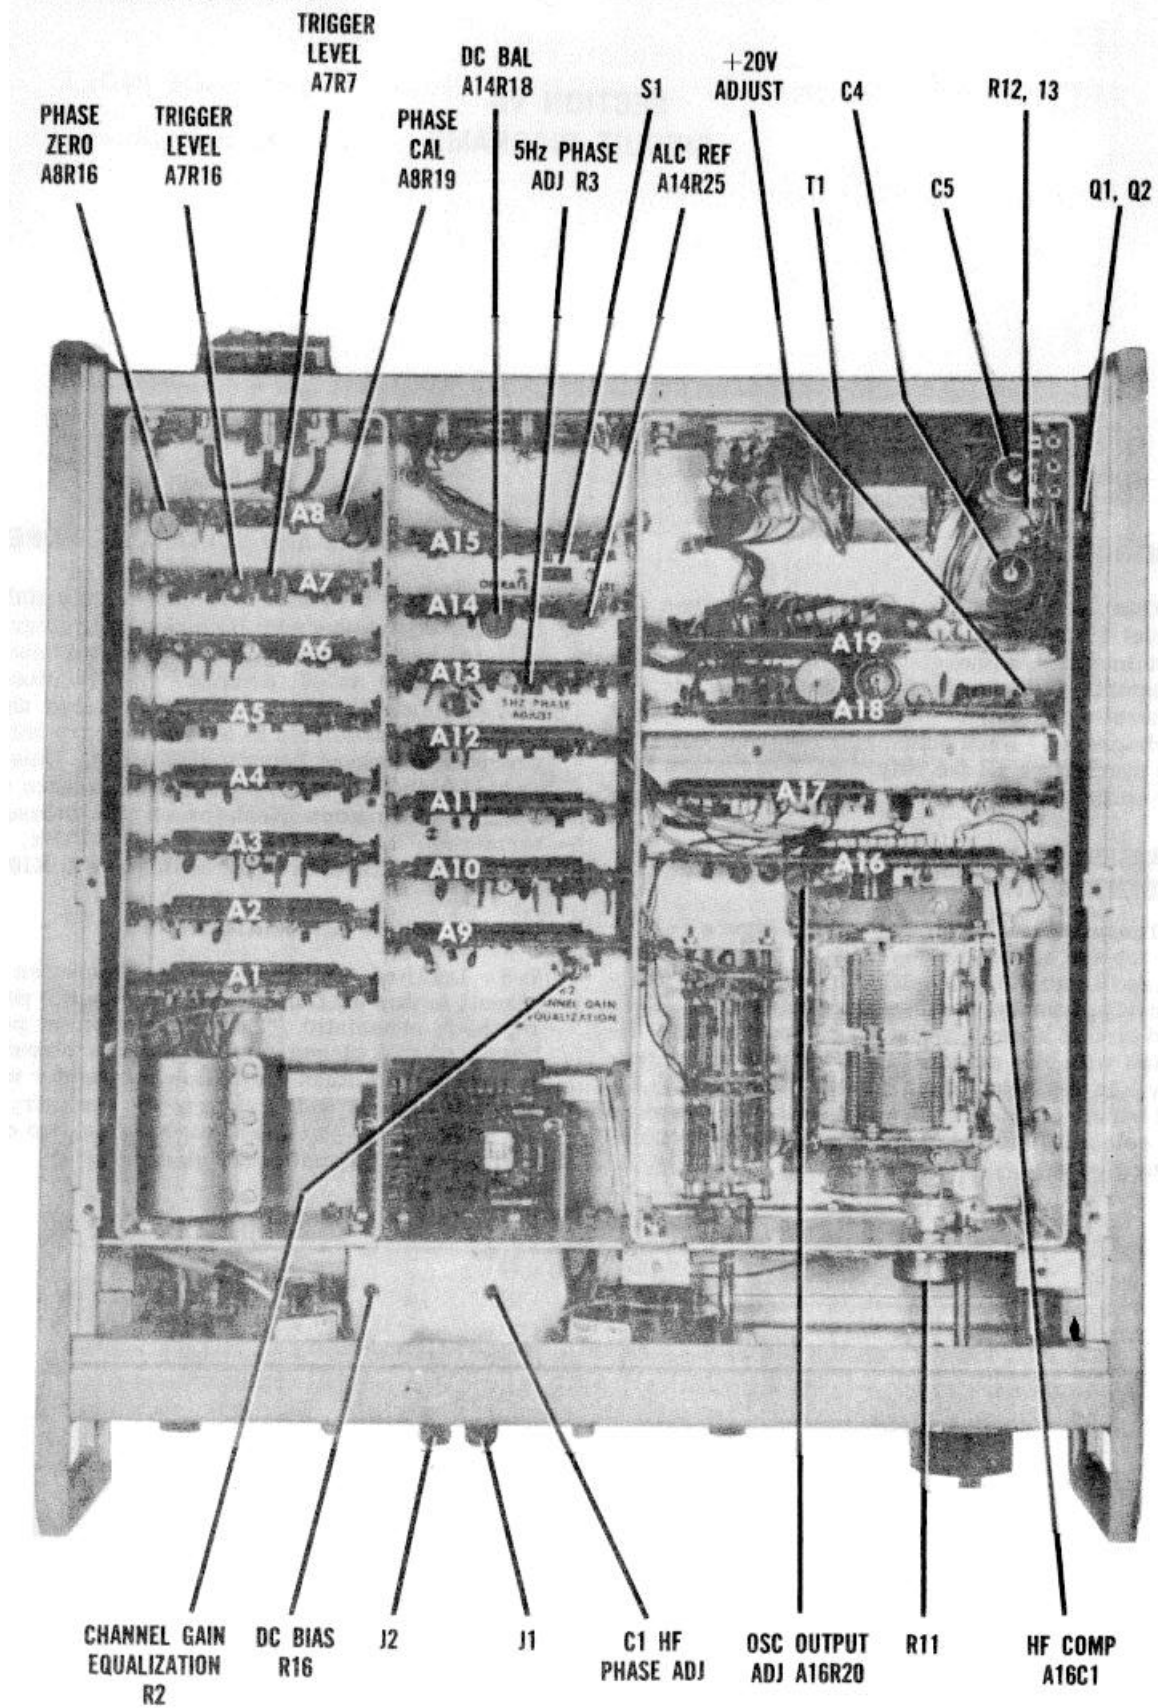 TRIGGER
LEVEL
A7R7
DC BAL
A14R18
S1
+20V
ADJUST
C4
R12, 13
PHASE
ZERO
A8R16
TRIGGER
LEVEL
A7R16
PHASE
CAL
A8R19
5Hz PHASE
ADJ R3
ALC REF
A14R25
T1
C5
Q1, Q2
A8
A15
A7
A14
A6
A19
A13
5HZ PHASE
ADJUST
A5
A18
A12
A4
A11
A17
A3
A10
A16
A2
A9
A1
GAIN
EQUALIZATION
CHANNEL GAIN
EQUALIZATION
R2
DC BIAS
R16
J2
J1
C1 HF
PHASE ADJ
OSC OUTPUT
ADJ A16R20
R11
HF COMP
A16C1